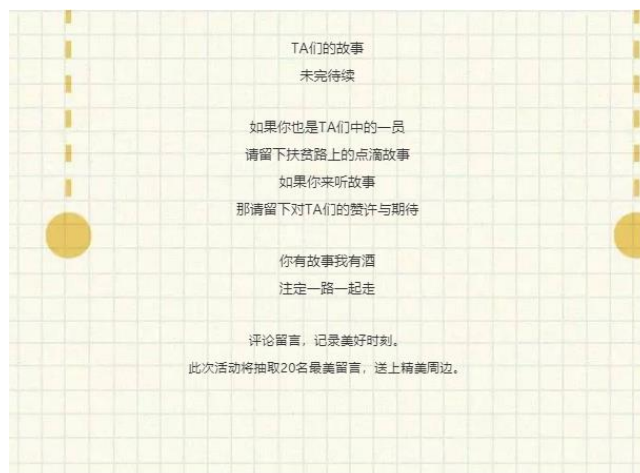 TA们的故事
未完待续
如果你也是TA们中的一员
请留下扶贫路上的点滴故事
如果你来听故事
那请留下对TA们的赞许与期待
你有故事我有酒
注定一路一起走
评论留言，记录美好时刻。
此次活动将抽取20名最美留言，送上精美周边。